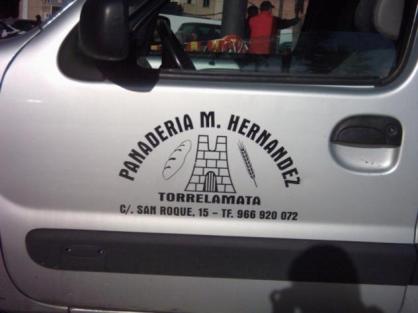 PANADERIA M. HERNANDEZ
TORRELAMATA
C/. SAN ROQUE, 15 - TF. 966 920 072